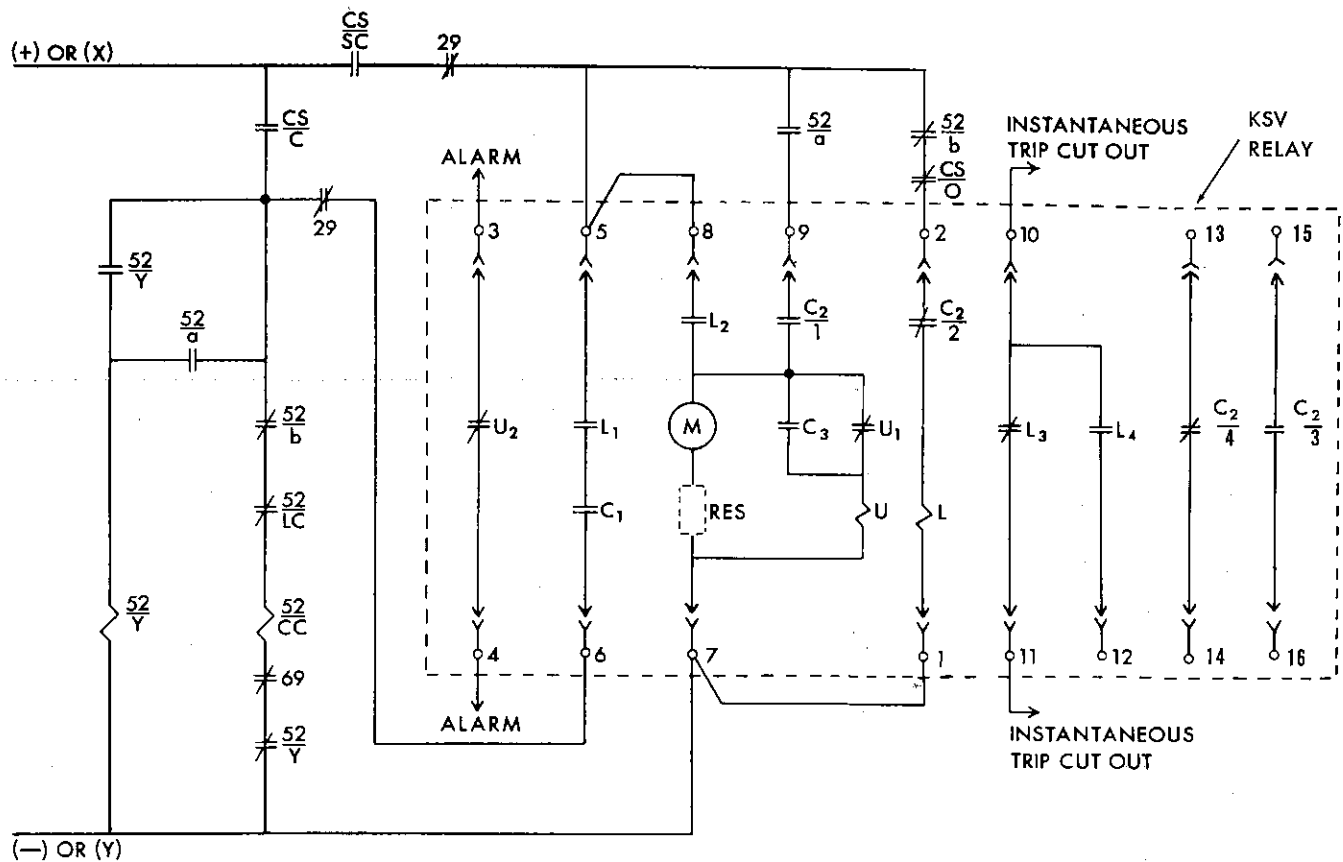 CS
SC
29
(+) OR (X)
CS
C
52
a
52
b
CS
O
INSTANTANEOUS
TRIP CUT OUT
KSV
RELAY
ALARM
29
3
5
8
9
2
10
13
15
52
Y
52
a
L2
C2
1
C2
2
52
b
U2
L1
M
C3
U1
L3
L4
C2
4
C2
3
52
LC
C1
RES
U
L
52
Y
52
CC
69
52
Y
4
6
7
1
11
12
14
16
ALARM
INSTANTANEOUS
TRIP CUT OUT
(—) OR (Y)